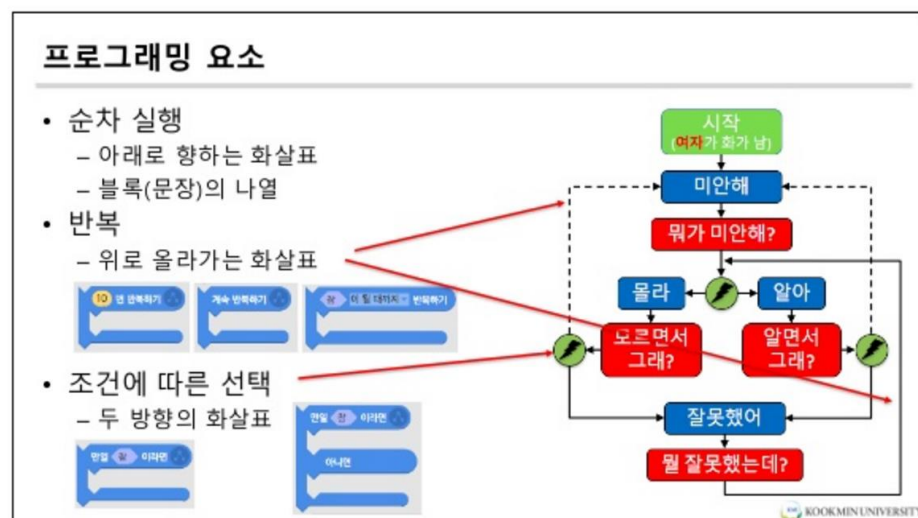 프로그래밍 요소
• 순차 실행
– 아래로 향하는 화살표
– 블록(문장)의 나열
• 반복
– 위로 올라가는 화살표
10 번 반복하기
계속 반복하기
참 이 될 때까지 반복하기
• 조건에 따른 선택
– 두 방향의 화살표
만일 참 이라면
만일 참 이라면
아니면
시작
(여자가 화가 남)
미안해
뭐가 미안해?
몰라
알아
모르면서
그래?
알면서
그래?
잘못했어
뭘 잘못했는데?
KOOKMIN UNIVERSITY